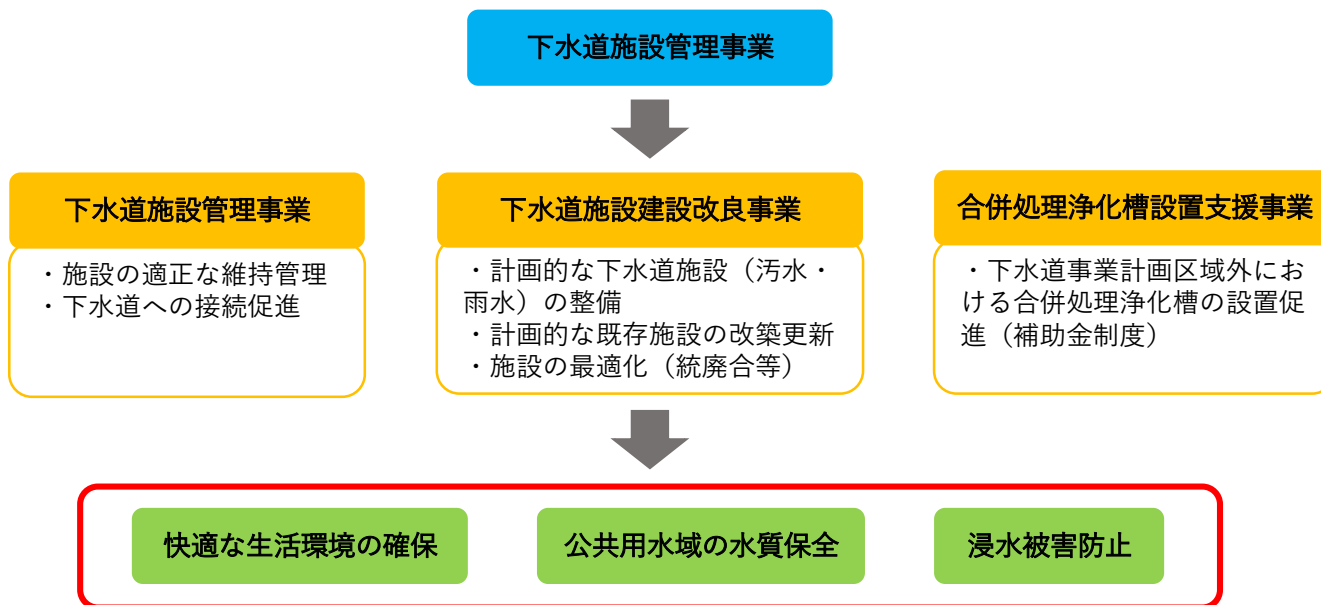 下水道施設管理事業
下水道施設管理事業
・施設の適正な維持管理
・下水道への接続促進
下水道施設建設改良事業
・計画的な下水道施設（汚水・
雨水）の整備
・計画的な既存施設の改築更新
・施設の最適化（統廃合等）
合併処理浄化槽設置支援事業
・下水道事業計画区域外にお
ける合併処理浄化槽の設置促
進（補助金制度）
快適な生活環境の確保
公共用水域の水質保全
浸水被害防止